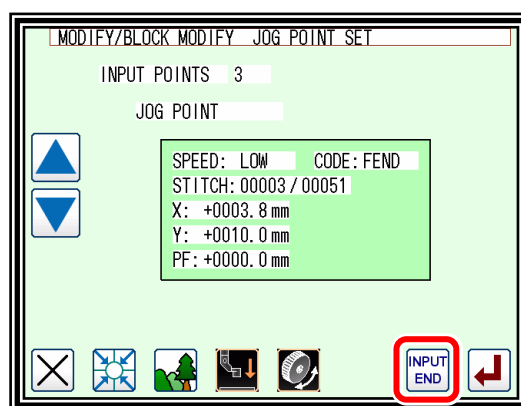 MODIFY/BLOCK MODIFY JOG POINT SET
INPUT POINTS 3
JOG POINT
SPEED: LOW CODE:FEND
STITCH:00003/00051
X: +0003.8mm
Y: +0010.0mm
PF:+0000.0mm
INPUT
END